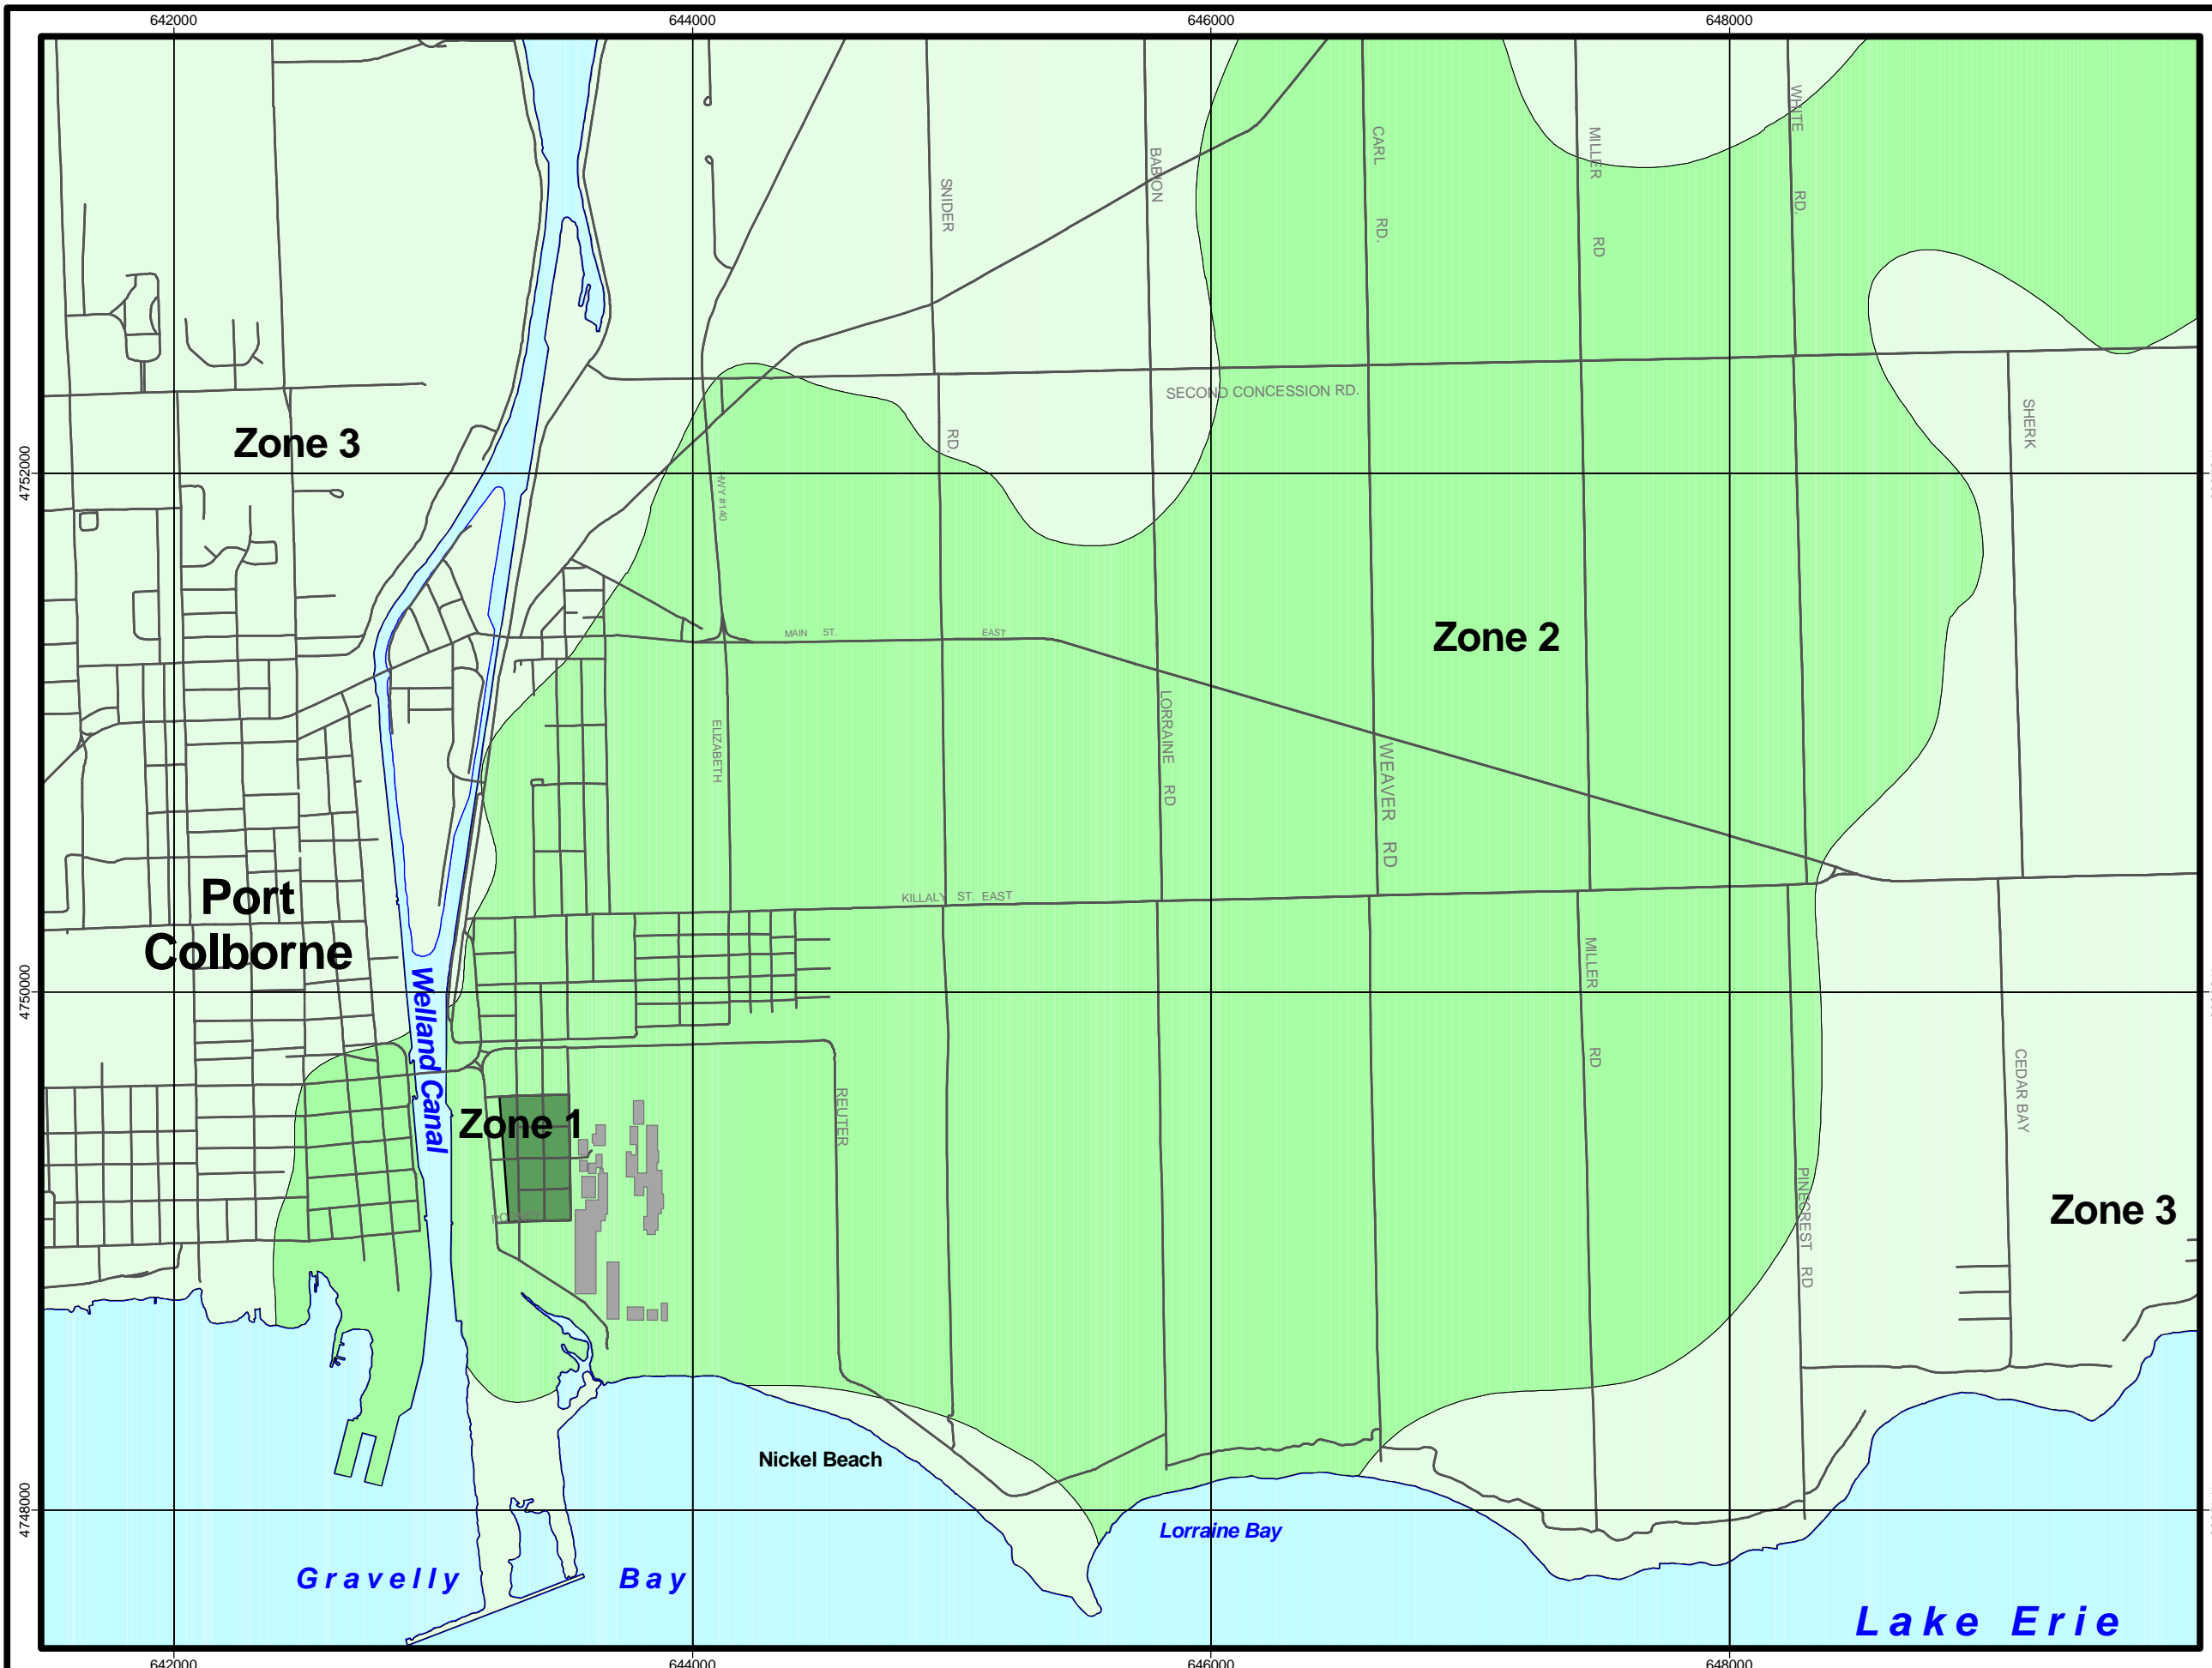 642000
644000
646000
648000
WHITE
RD.
MILLER
RD
CARL
RD.
BABION
SNIDER
RD.
SECOND CONCESSION RD.
SHERK
Zone 3
4752000
HWY #140
MAIN ST. EAST
Zone 2
ELIZABETH
LORRAINE RD
WEAVER RD
KILLALY ST. EAST
Port
Colborne
Welland Canal
MILLER
RD
4750000
CEDAR BAY
REUTER
Zone 1
PINECREST RD
Zone 3
Nickel Beach
4748000
Lorraine Bay
Gravelly Bay
Lake Erie
642000
644000
646000
648000